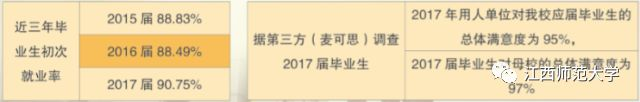 近三年毕
业生初次
就业率
2015 届 88.83%
2016 届 88.49%
2017 届 90.75%
据第三方（麦可思）调查
2017 届毕业生
2017 年用人单位对我校应届毕业生的
总体满意度为 95%，
2017 届毕业生对母校的总体满意度为
97%
江西师范大学